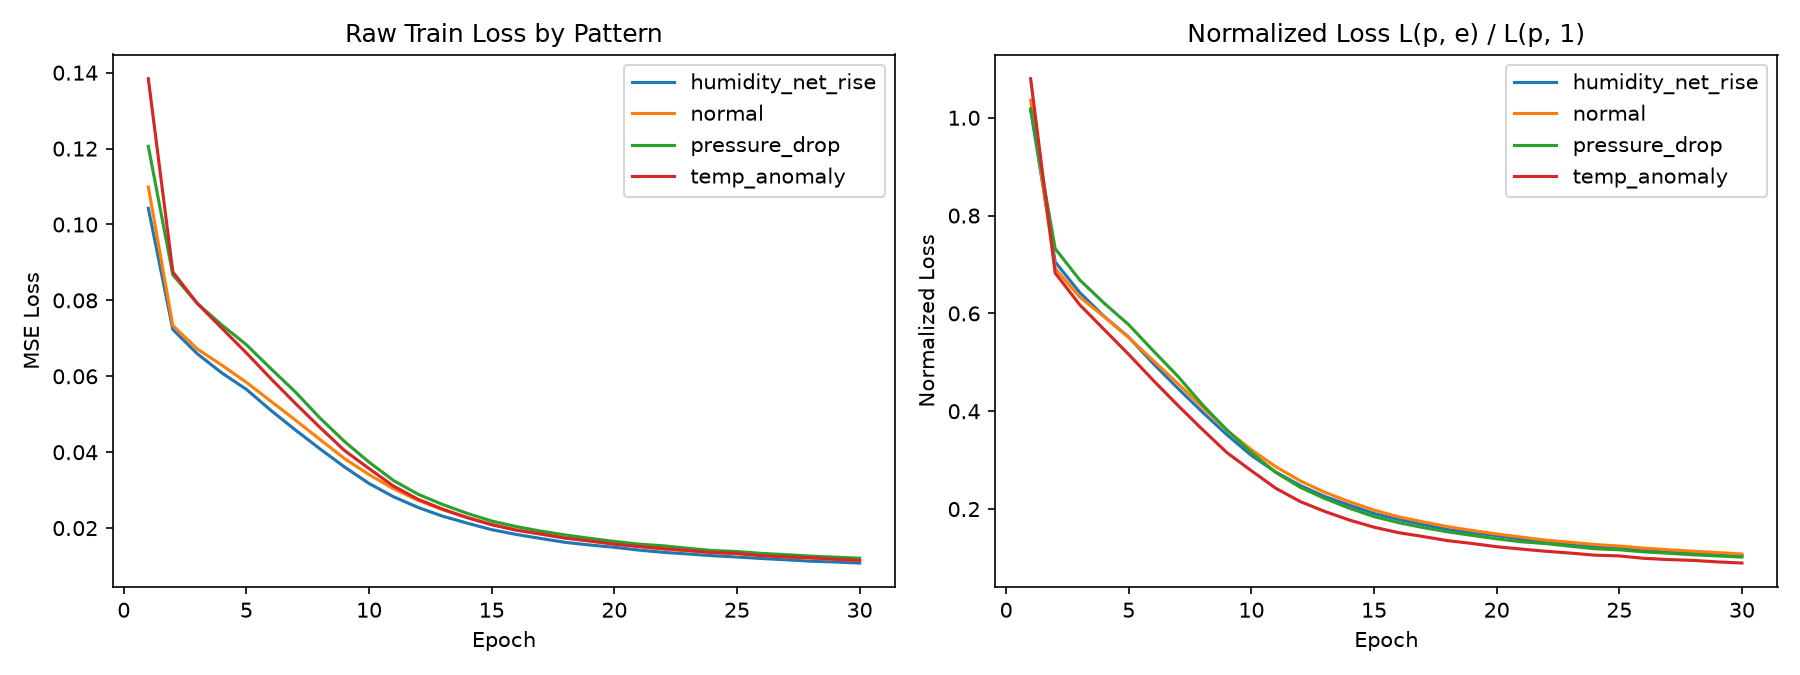 Raw Train Loss by Pattern
MSE Loss
0.14
0.12
0.10
0.08
0.06
0.04
0.02
0
5
10
15
20
25
30
Epoch
humidity_net_rise
normal
pressure_drop
temp_anomaly
Normalized Loss L(p, e) / L(p, 1)
Normalized Loss
1.0
0.8
0.6
0.4
0.2
0
5
10
15
20
25
30
Epoch
humidity_net_rise
normal
pressure_drop
temp_anomaly